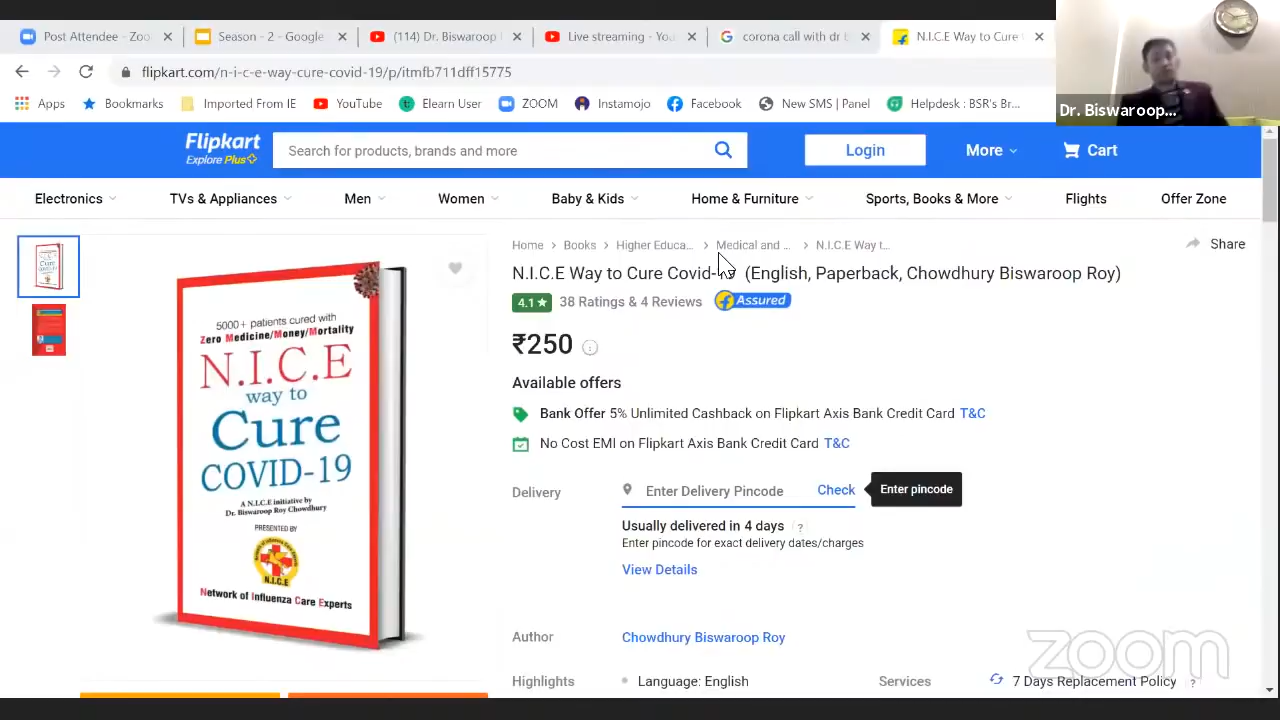 Post Attendee - Zoo
Season - 2 - Google
(114) Dr. Biswaroop
Live streaming - You
corona call with dr b
N.I.C.E Way to Cure
flipkart.com/n-i-c-e-way-cure-covid-19/p/itmfb711dff15775
Apps
Bookmarks
Imported From IE
YouTube
Elearn User
ZOOM
Instamojo
Facebook
New SMS | Panel
Helpdesk : BSR's Br...
Dr. Biswaroop...
Flipkart
Explore Plus
Search for products, brands and more
Login
More
Cart
Electronics
TVs & Appliances
Men
Women
Baby & Kids
Home & Furniture
Sports, Books & More
Flights
Offer Zone
Home > Books > Higher Educa... > Medical and ... > N.I.C.E Way t...
Share
N.I.C.E Way to Cure Covid- (English, Paperback, Chowdhury Biswaroop Roy)
4.1★ 38 Ratings & 4 Reviews Assured
₹250
Available offers
Bank Offer 5% Unlimited Cashback on Flipkart Axis Bank Credit Card T&C
No Cost EMI on Flipkart Axis Bank Credit Card T&C
Delivery
Enter Delivery Pincode
Check
Enter pincode
Usually delivered in 4 days ?
Enter pincode for exact delivery dates/charges
View Details
Author
Chowdhury Biswaroop Roy
Highlights
Language: English
Services
7 Days Replacement Policy ?
5000+ patients cured with
Zero Medicine/Money/Mortality
N.I.C.E
way to
Cure
COVID-19
A N.I.C.E initiative by
Dr. Biswaroop Roy Chowdhury
PRESENTED BY
N.I.C.E
Network of Influenza Care Experts
zoom